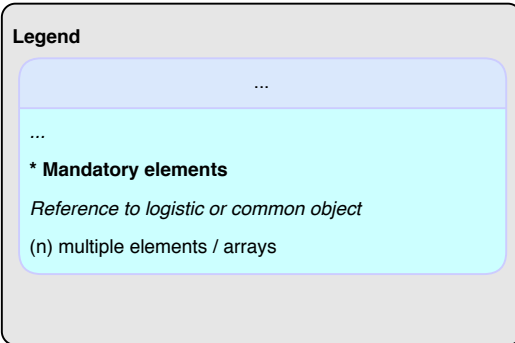 Legend
...
...
* Mandatory elements
Reference to logistic or common object
(n) multiple elements / arrays